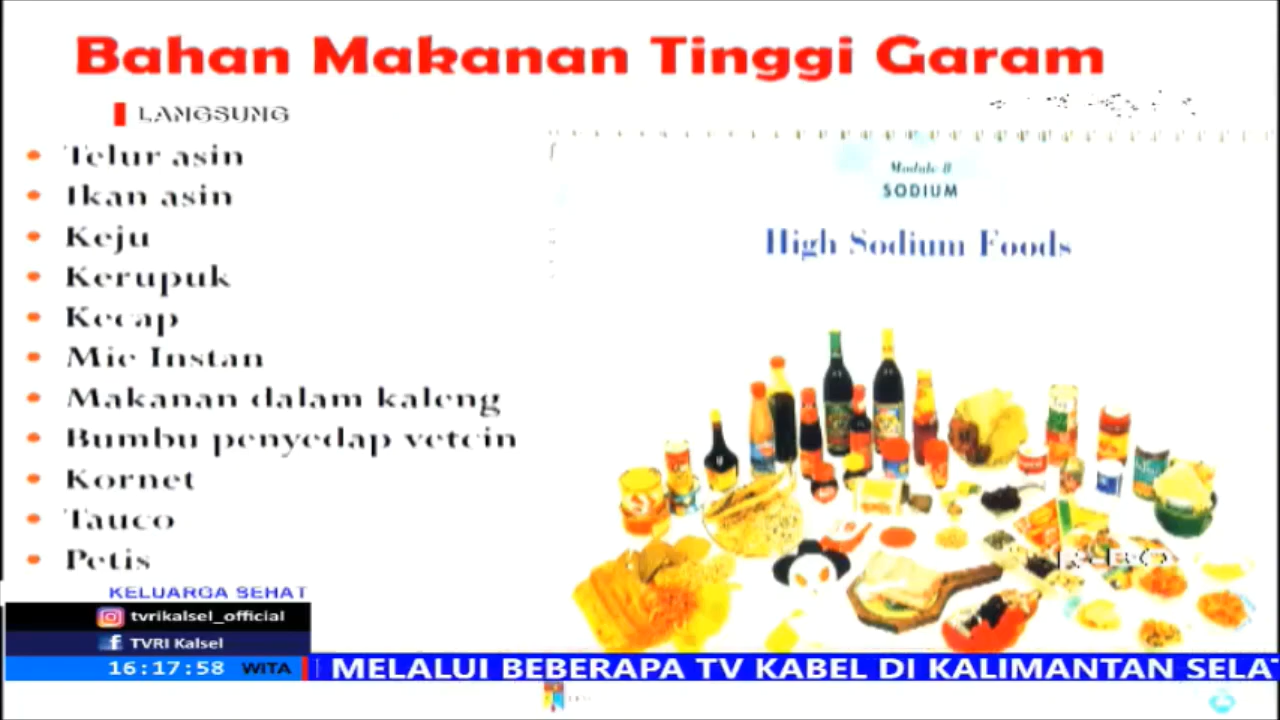 Bahan Makanan Tinggi Garam
LANGSUNG
Telur asin
Ikan asin
Keju
Kerupuk
Kecap
Mie Instan
Makanan dalam kaleng
Bumbu penyedap vetcin
Kornet
Tauco
Petis
Module 8
SODIUM
High Sodium Foods
KELUARGA SEHAT
tvrikalsel_official
TVRI Kalsel
16:17:58 WITA
MELALUI BEBERAPA TV KABEL DI KALIMANTAN SELAT